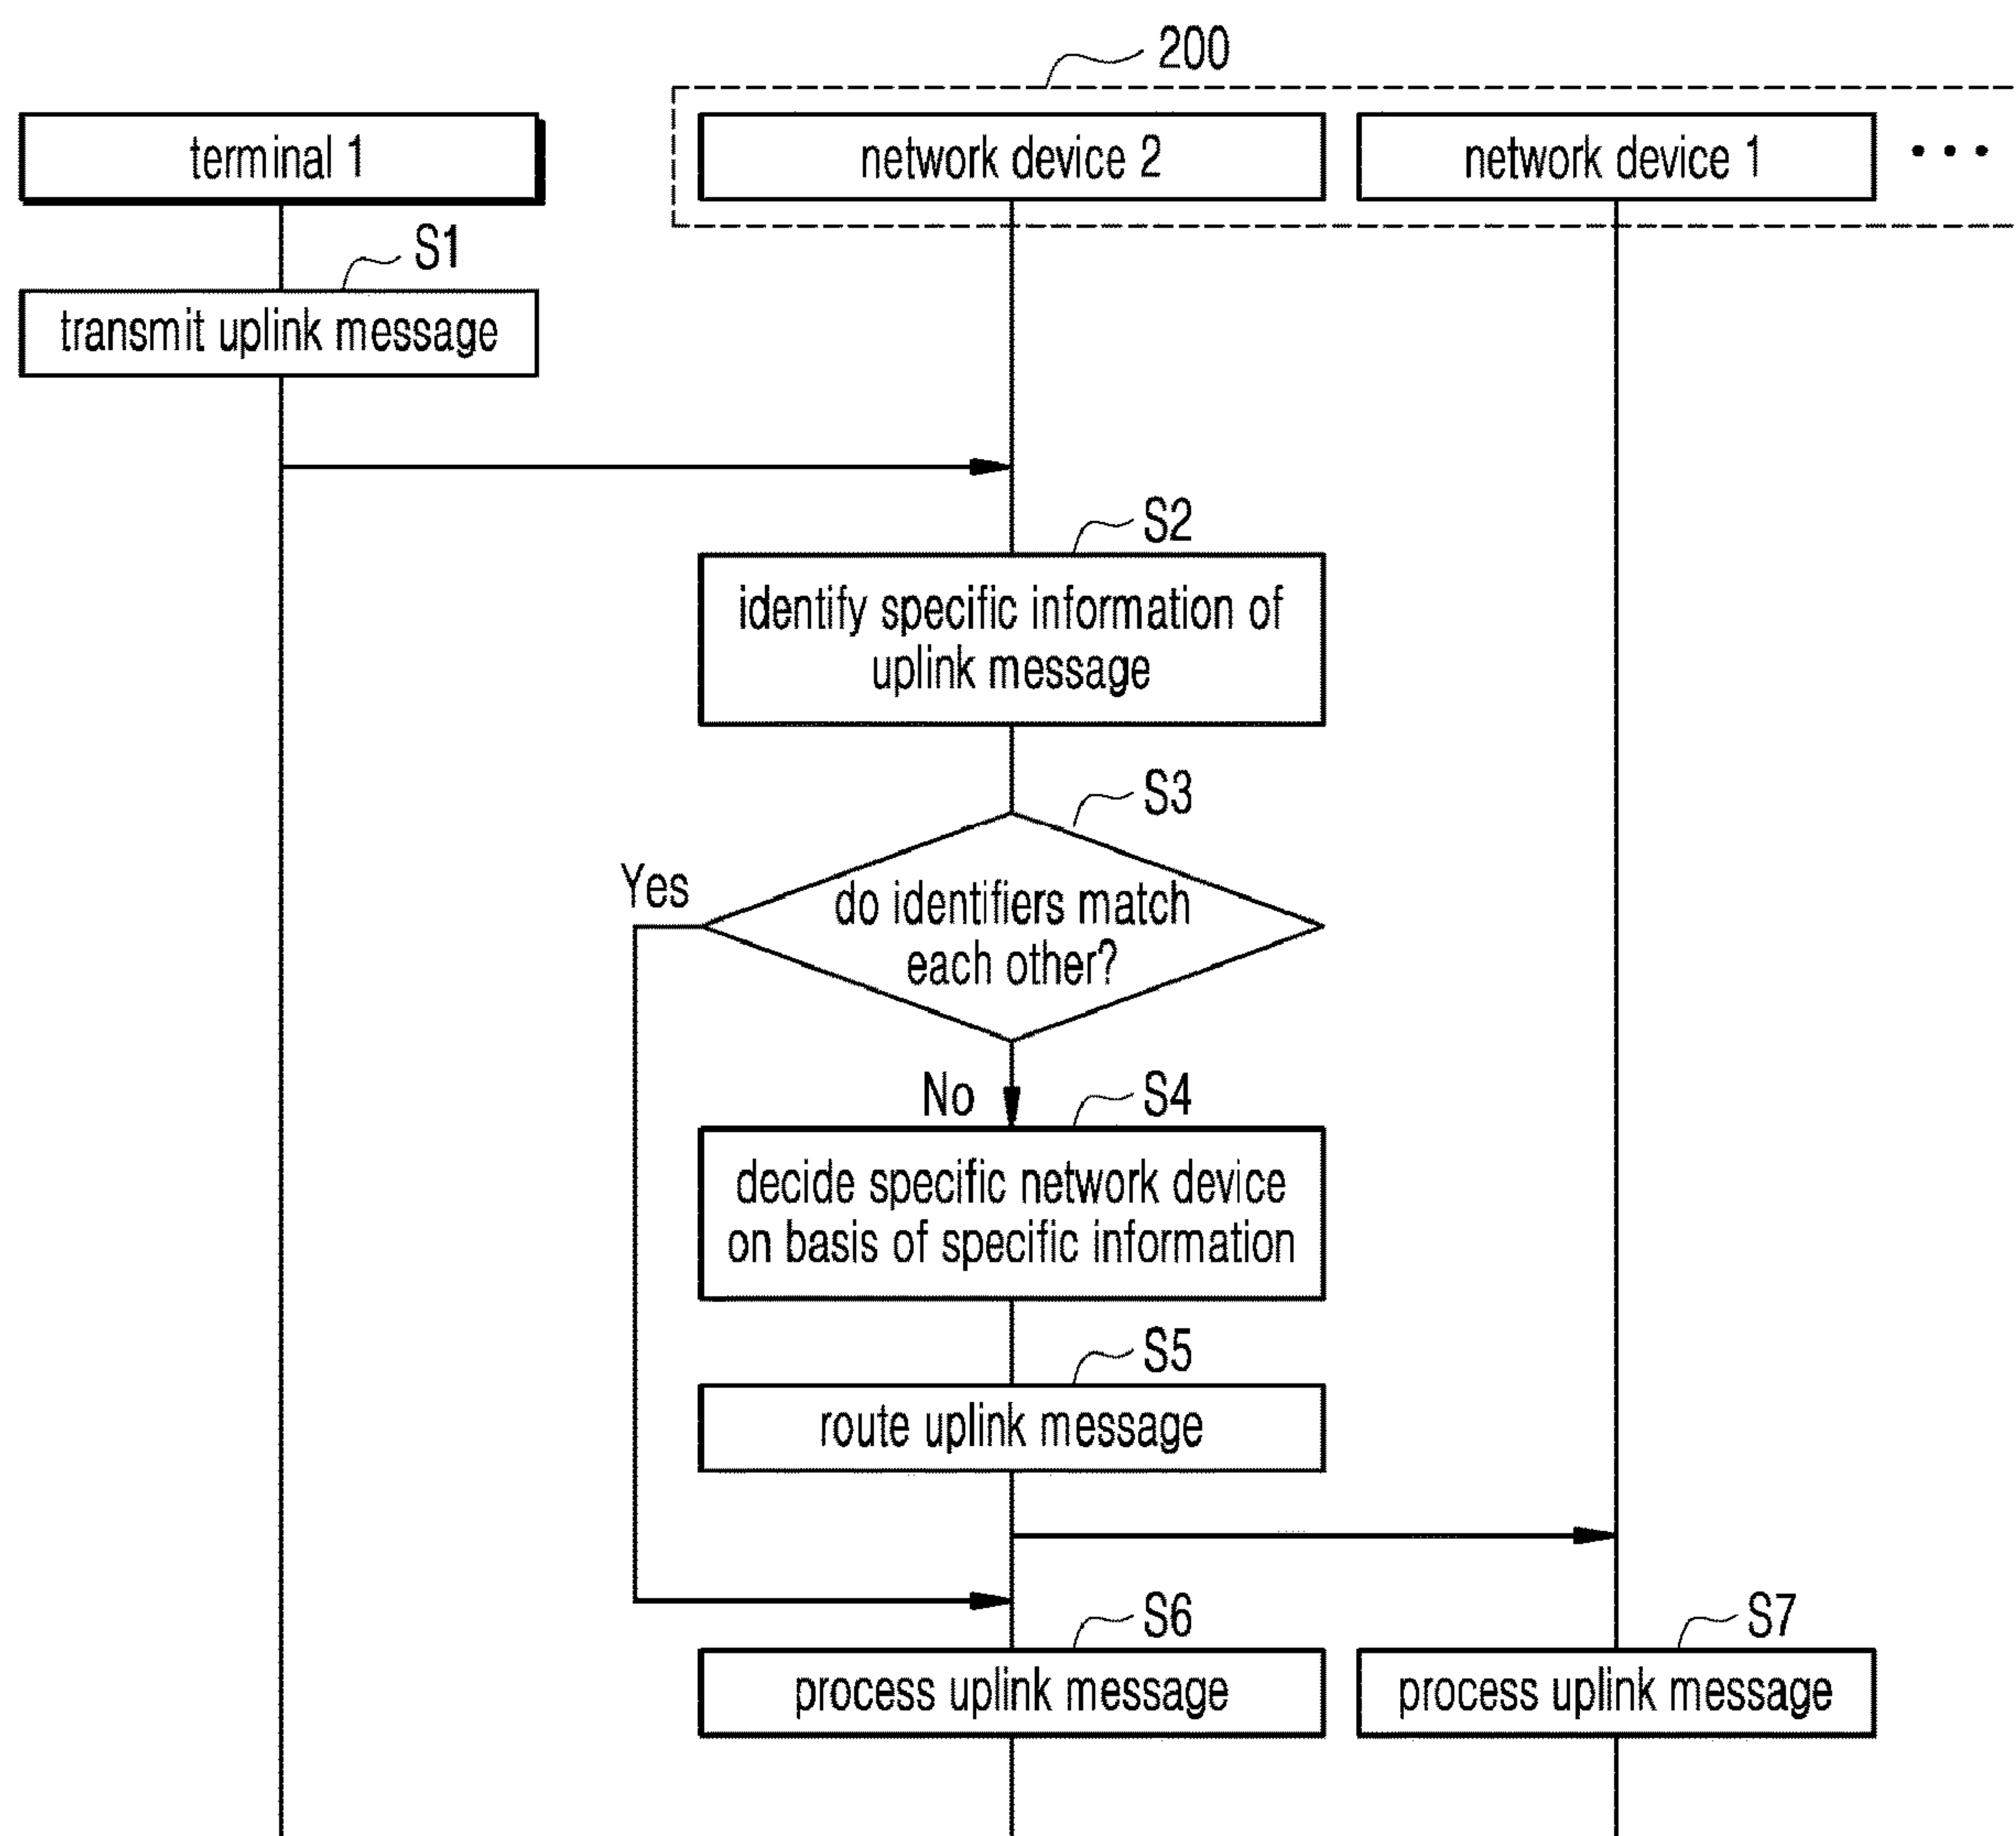 200
terminal 1
network device 2
network device 1
• • •
S1
transmit uplink message
S2
identify specific information of
uplink message
S3
Yes
do identifiers match
each other?
No
S4
decide specific network device
on basis of specific information
S5
route uplink message
S6
process uplink message
S7
process uplink message